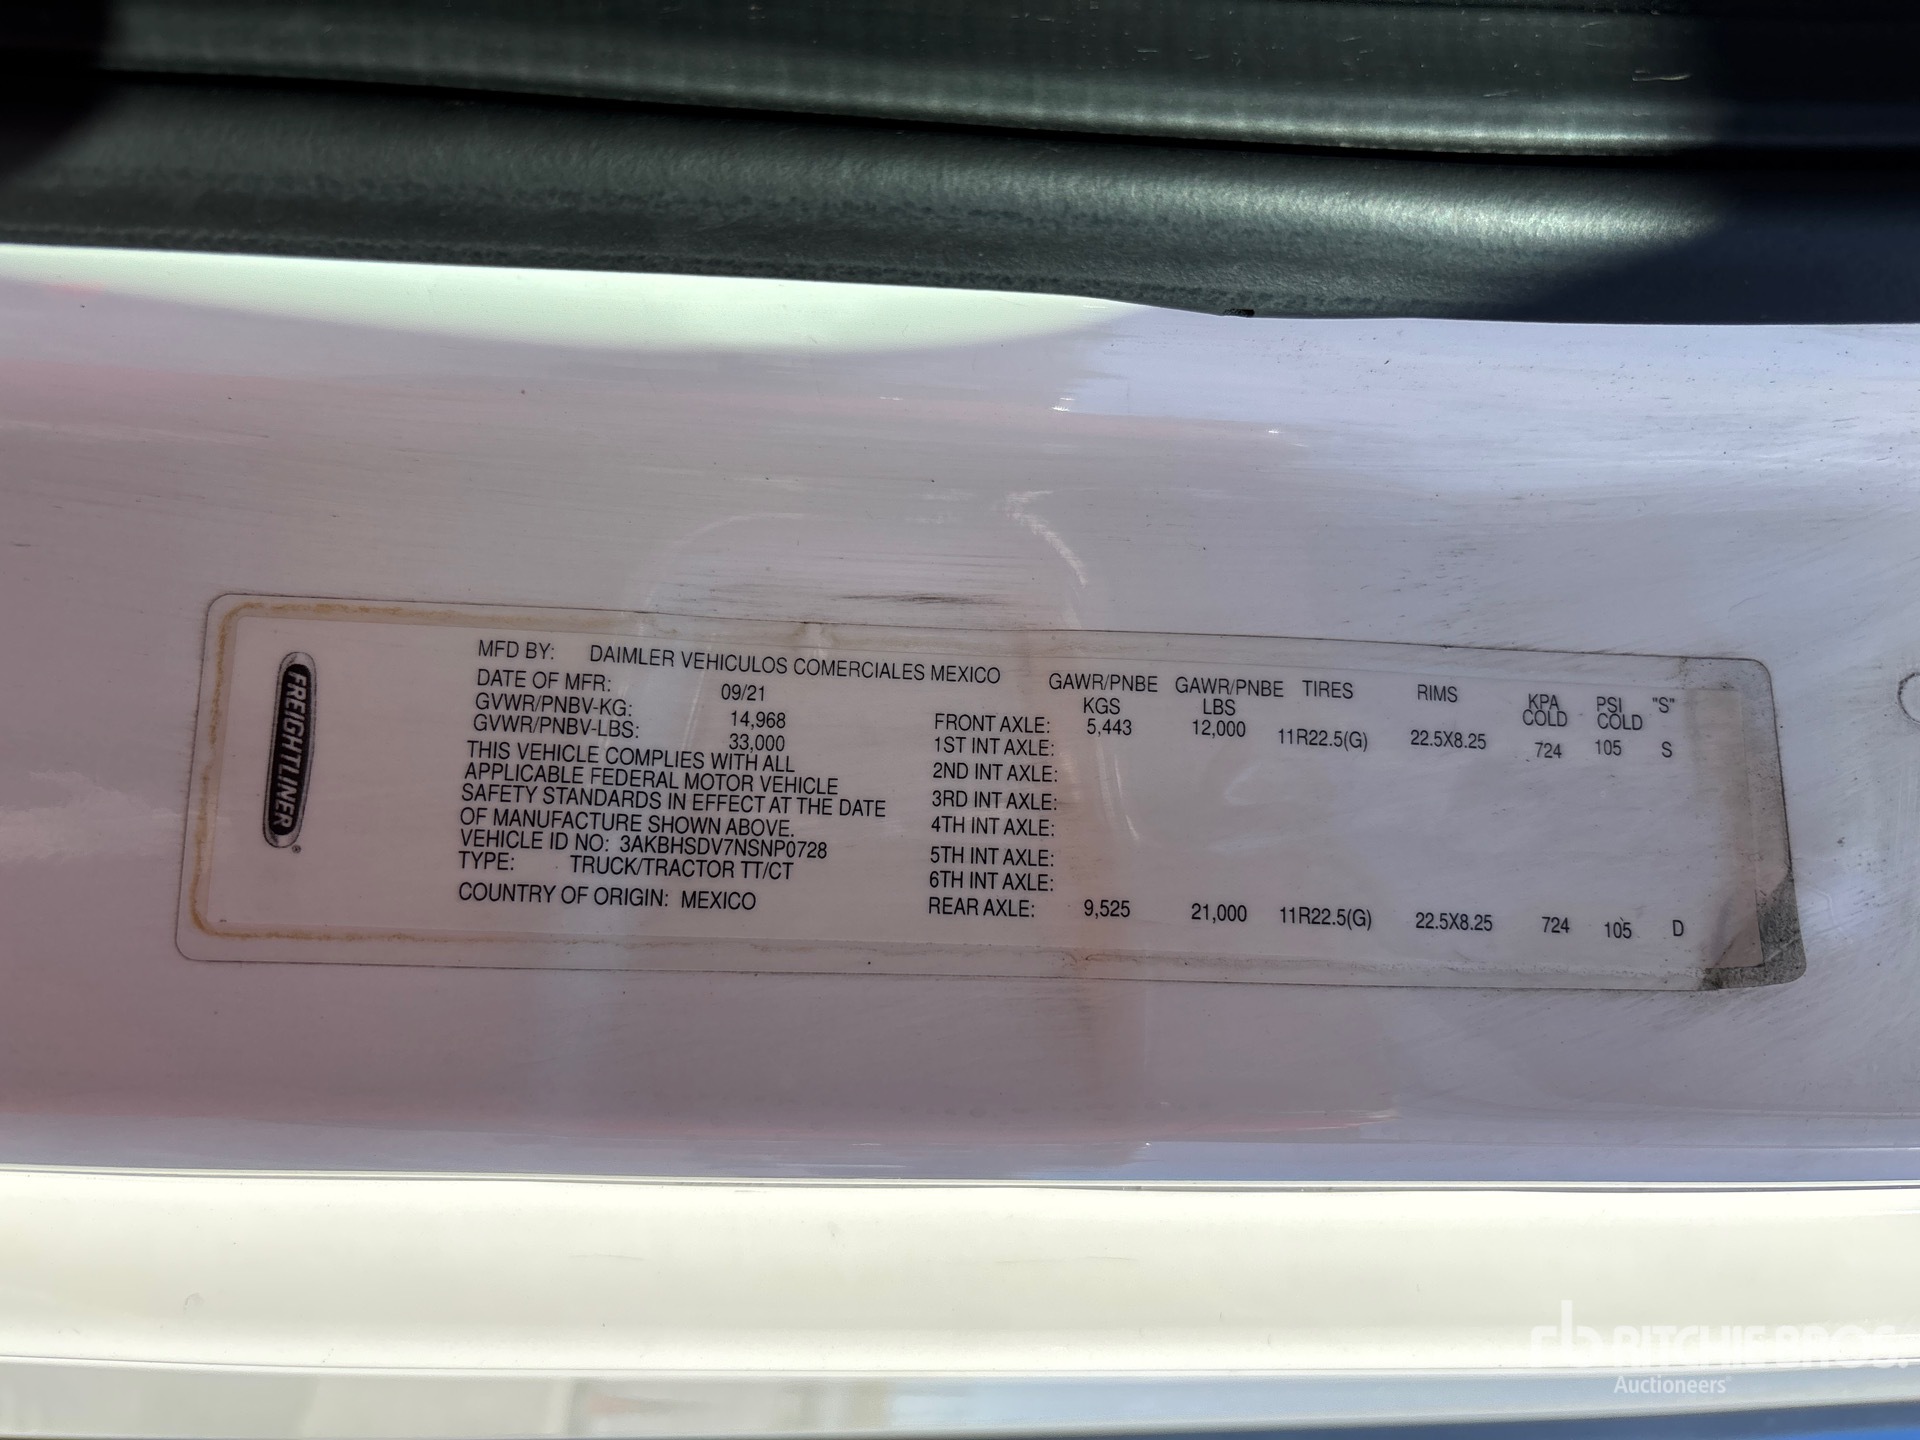 FREIGHTLINER
MFD BY: DAIMLER VEHICULOS COMERCIALES MEXICO
DATE OF MFR: 09/21
GVWR/PNBV-KG: 14,968
GVWR/PNBV-LBS: 33,000
THIS VEHICLE COMPLIES WITH ALL
APPLICABLE FEDERAL MOTOR VEHICLE
SAFETY STANDARDS IN EFFECT AT THE DATE
OF MANUFACTURE SHOWN ABOVE.
VEHICLE ID NO: 3AKBHSDV7NSNP0728
TYPE: TRUCK/TRACTOR TT/CT
COUNTRY OF ORIGIN: MEXICO
GAWR/PNBE GAWR/PNBE TIRES RIMS KPA PSI "S"
KGS LBS COLD COLD
FRONT AXLE: 5,443 12,000 11R22.5(G) 22.5X8.25 724 105 S
1ST INT AXLE:
2ND INT AXLE:
3RD INT AXLE:
4TH INT AXLE:
5TH INT AXLE:
6TH INT AXLE:
REAR AXLE: 9,525 21,000 11R22.5(G) 22.5X8.25 724 105 D
rb RITCHIE BROS.
Auctioneers